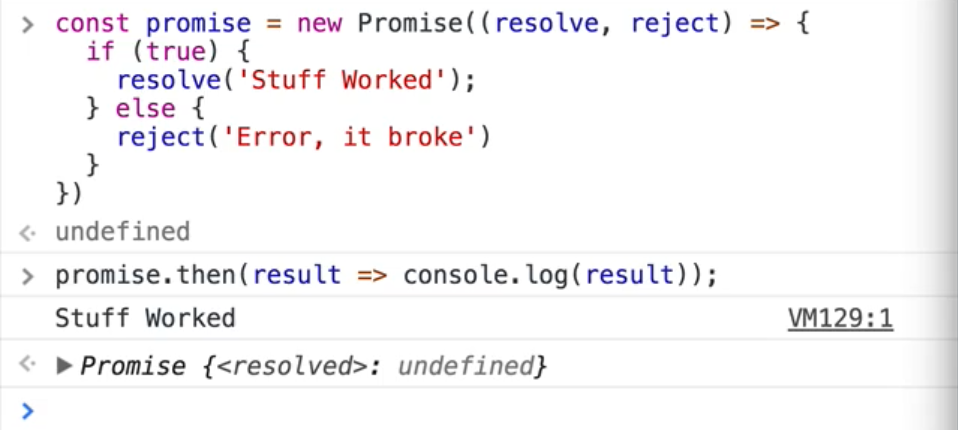 > const promise = new Promise((resolve, reject) => {
if (true) {
resolve('Stuff Worked');
} else {
reject('Error, it broke')
}
})
undefined
> promise.then(result => console.log(result));
Stuff Worked VM129:1
▶ Promise {<resolved>: undefined}
>